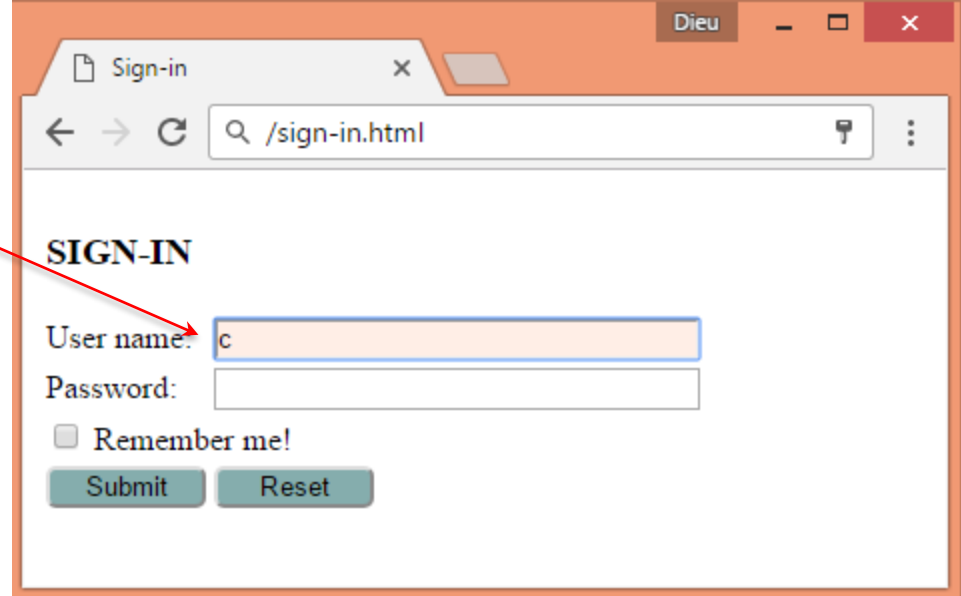 Dieu
Sign-in
/sign-in.html
SIGN-IN
User name: c
Password:
Remember me!
Submit Reset